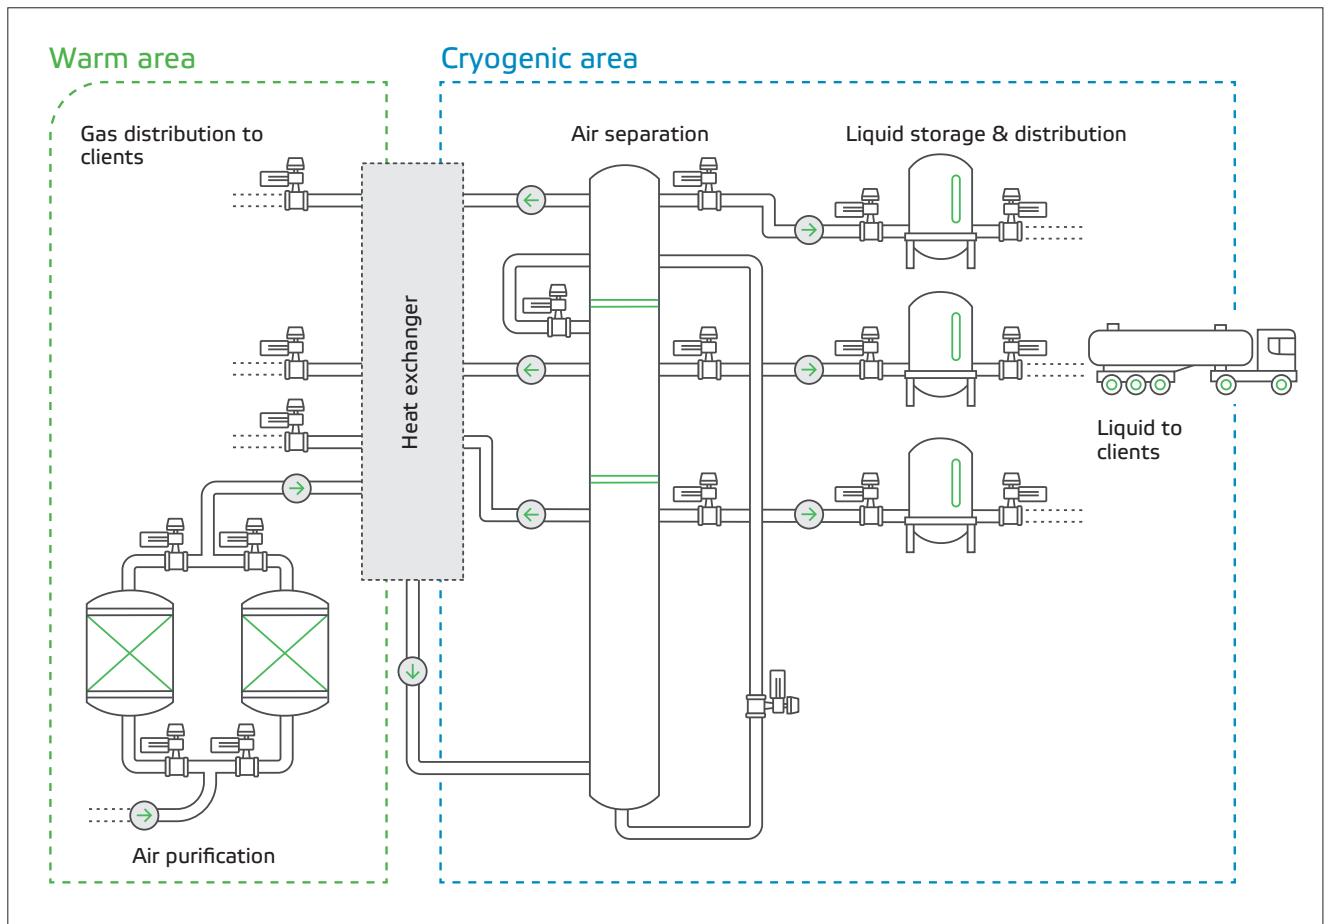 Warm area
Cryogenic area
Gas distribution to
clients
Air separation
Liquid storage & distribution
Heat exchanger
Liquid to
clients
Air purification